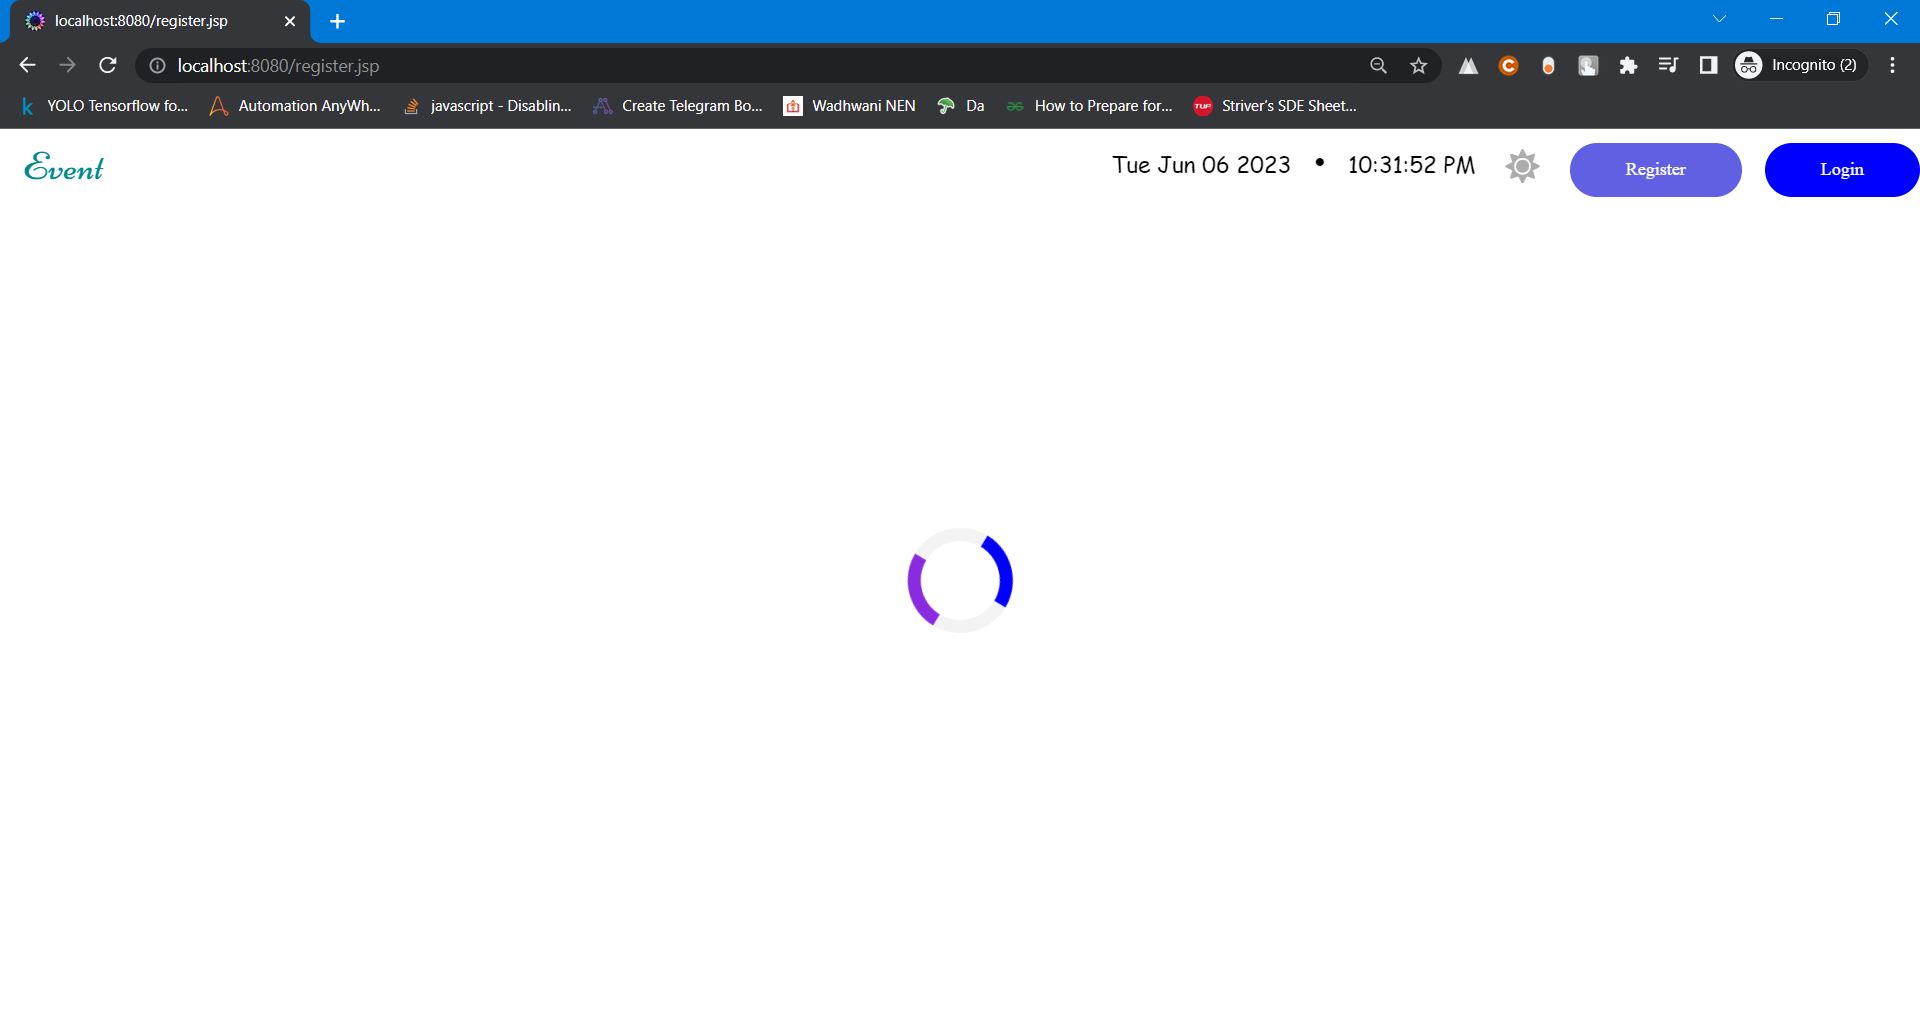 localhost:8080/register.jsp
localhost:8080/register.jsp
Incognito (2)
YOLO Tensorflow fo... Automation AnyWh... javascript - Disablin... Create Telegram Bo... Wadhwani NEN Da How to Prepare for... TUF Striver's SDE Sheet...
Event Tue Jun 06 2023 • 10:31:52 PM Register Login